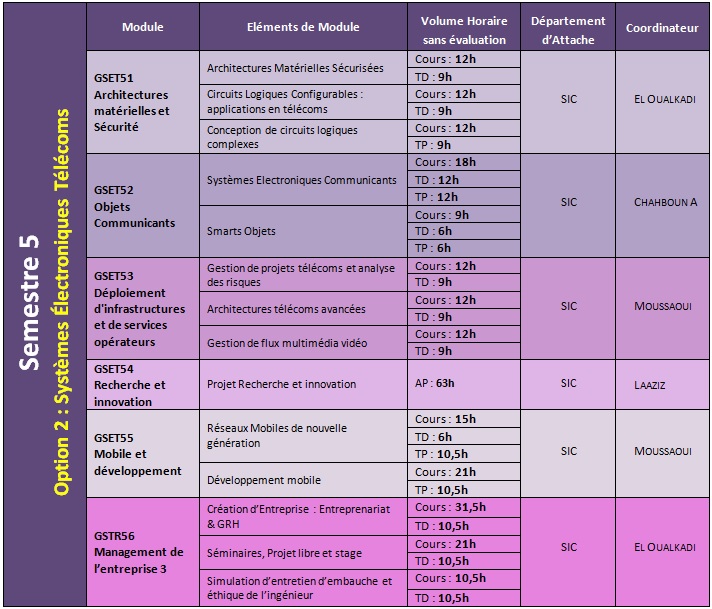 Semestre 5
Option 2 : Systèmes Électroniques Télécoms
Module
Eléments de Module
Volume Horaire
sans évaluation
Département
d'Attache
Coordinateur
GSET51
Architectures
matérielles et
Sécurité
Architectures Matérielles Sécurisées
Cours : 12h
TD : 9h
Circuits Logiques Configurables :
applications en télécoms
Cours : 12h
TD : 9h
Conception de circuits logiques
complexes
Cours : 12h
TP : 9h
SIC
EL OUALKADI
GSET52
Objets
Communicants
Systèmes Electroniques Communicants
Cours : 18h
TD : 12h
TP : 12h
Smarts Objets
Cours : 9h
TD : 6h
TP : 6h
SIC
CHAHBOUN A
GSET53
Déploiement
d'infrastructures
et de services
opérateurs
Gestion de projets télécoms et analyse
des risques
Cours : 12h
TD : 9h
Architectures télécoms avancées
Cours : 12h
TD : 9h
Gestion de flux multimédia vidéo
Cours : 12h
TD : 9h
SIC
MOUSSAOUI
GSET54
Recherche et
innovation
Projet Recherche et innovation
AP : 63h
SIC
LAAZIZ
GSET55
Mobile et
développement
Réseaux Mobiles de nouvelle
génération
Cours : 15h
TD : 6h
TP : 10,5h
Développement mobile
Cours : 21h
TP : 10,5h
SIC
MOUSSAOUI
GSTR56
Management de
l'entreprise 3
Création d'Entreprise : Entreprenariat
& GRH
Cours : 31,5h
TD : 10,5h
Séminaires, Projet libre et stage
Cours : 21h
TD : 10,5h
Simulation d'entretien d'embauche et
éthique de l'ingénieur
Cours : 10,5h
TD : 10,5h
SIC
EL OUALKADI